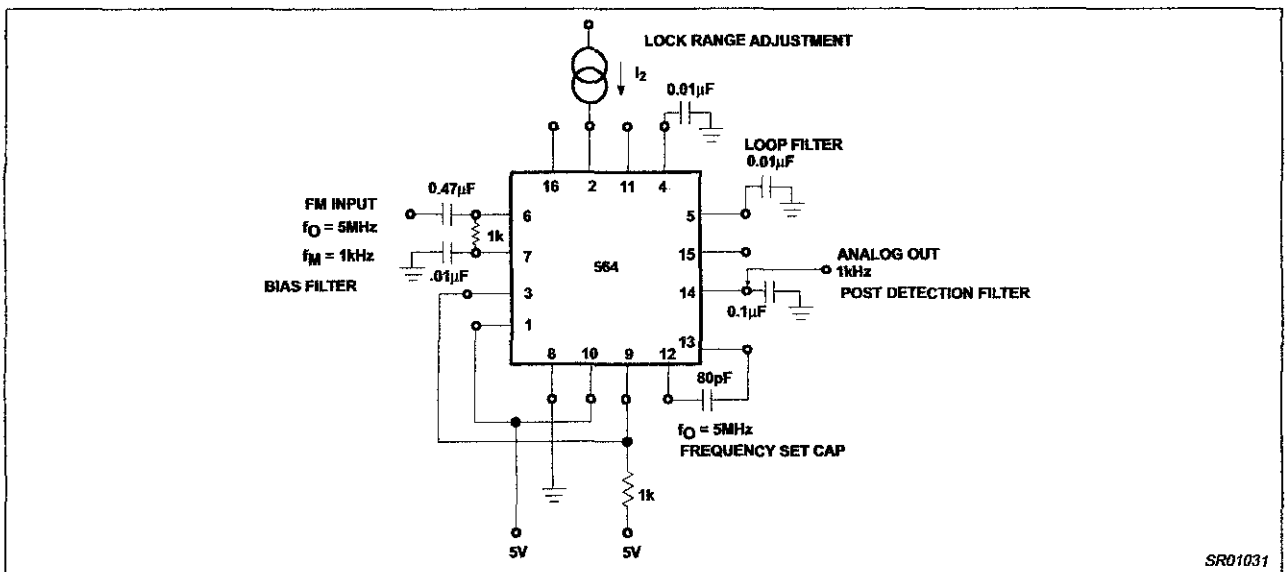 LOCK RANGE ADJUSTMENT
I2
0.01µF
LOOP FILTER
0.01µF
16 2 11 4
0.47µF
FM INPUT
fO = 5MHz
fM = 1kHz
BIAS FILTER
1k
.01µF
6
7
3
1
564
5
15
14
13
ANALOG OUT
1kHz
POST DETECTION FILTER
0.1µF
8 10 9 12
80pF
fO = 5MHz
FREQUENCY SET CAP
1k
5V 5V
SR01031